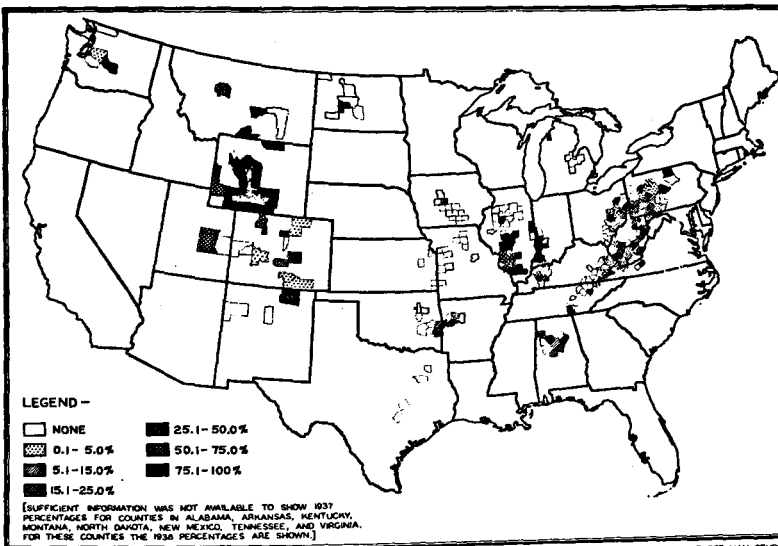 LEGEND –
NONE
0.1 – 5.0%
5.1 – 15.0%
15.1 – 25.0%
25.1 – 50.0%
50.1 – 75.0%
75.1 – 100%
[SUFFICIENT INFORMATION WAS NOT AVAILABLE TO SHOW 1937
PERCENTAGES FOR COUNTIES IN ALABAMA, ARKANSAS, KENTUCKY,
MONTANA, NORTH DAKOTA, NEW MEXICO, TENNESSEE, AND VIRGINIA.
FOR THESE COUNTIES THE 1936 PERCENTAGES ARE SHOWN.]